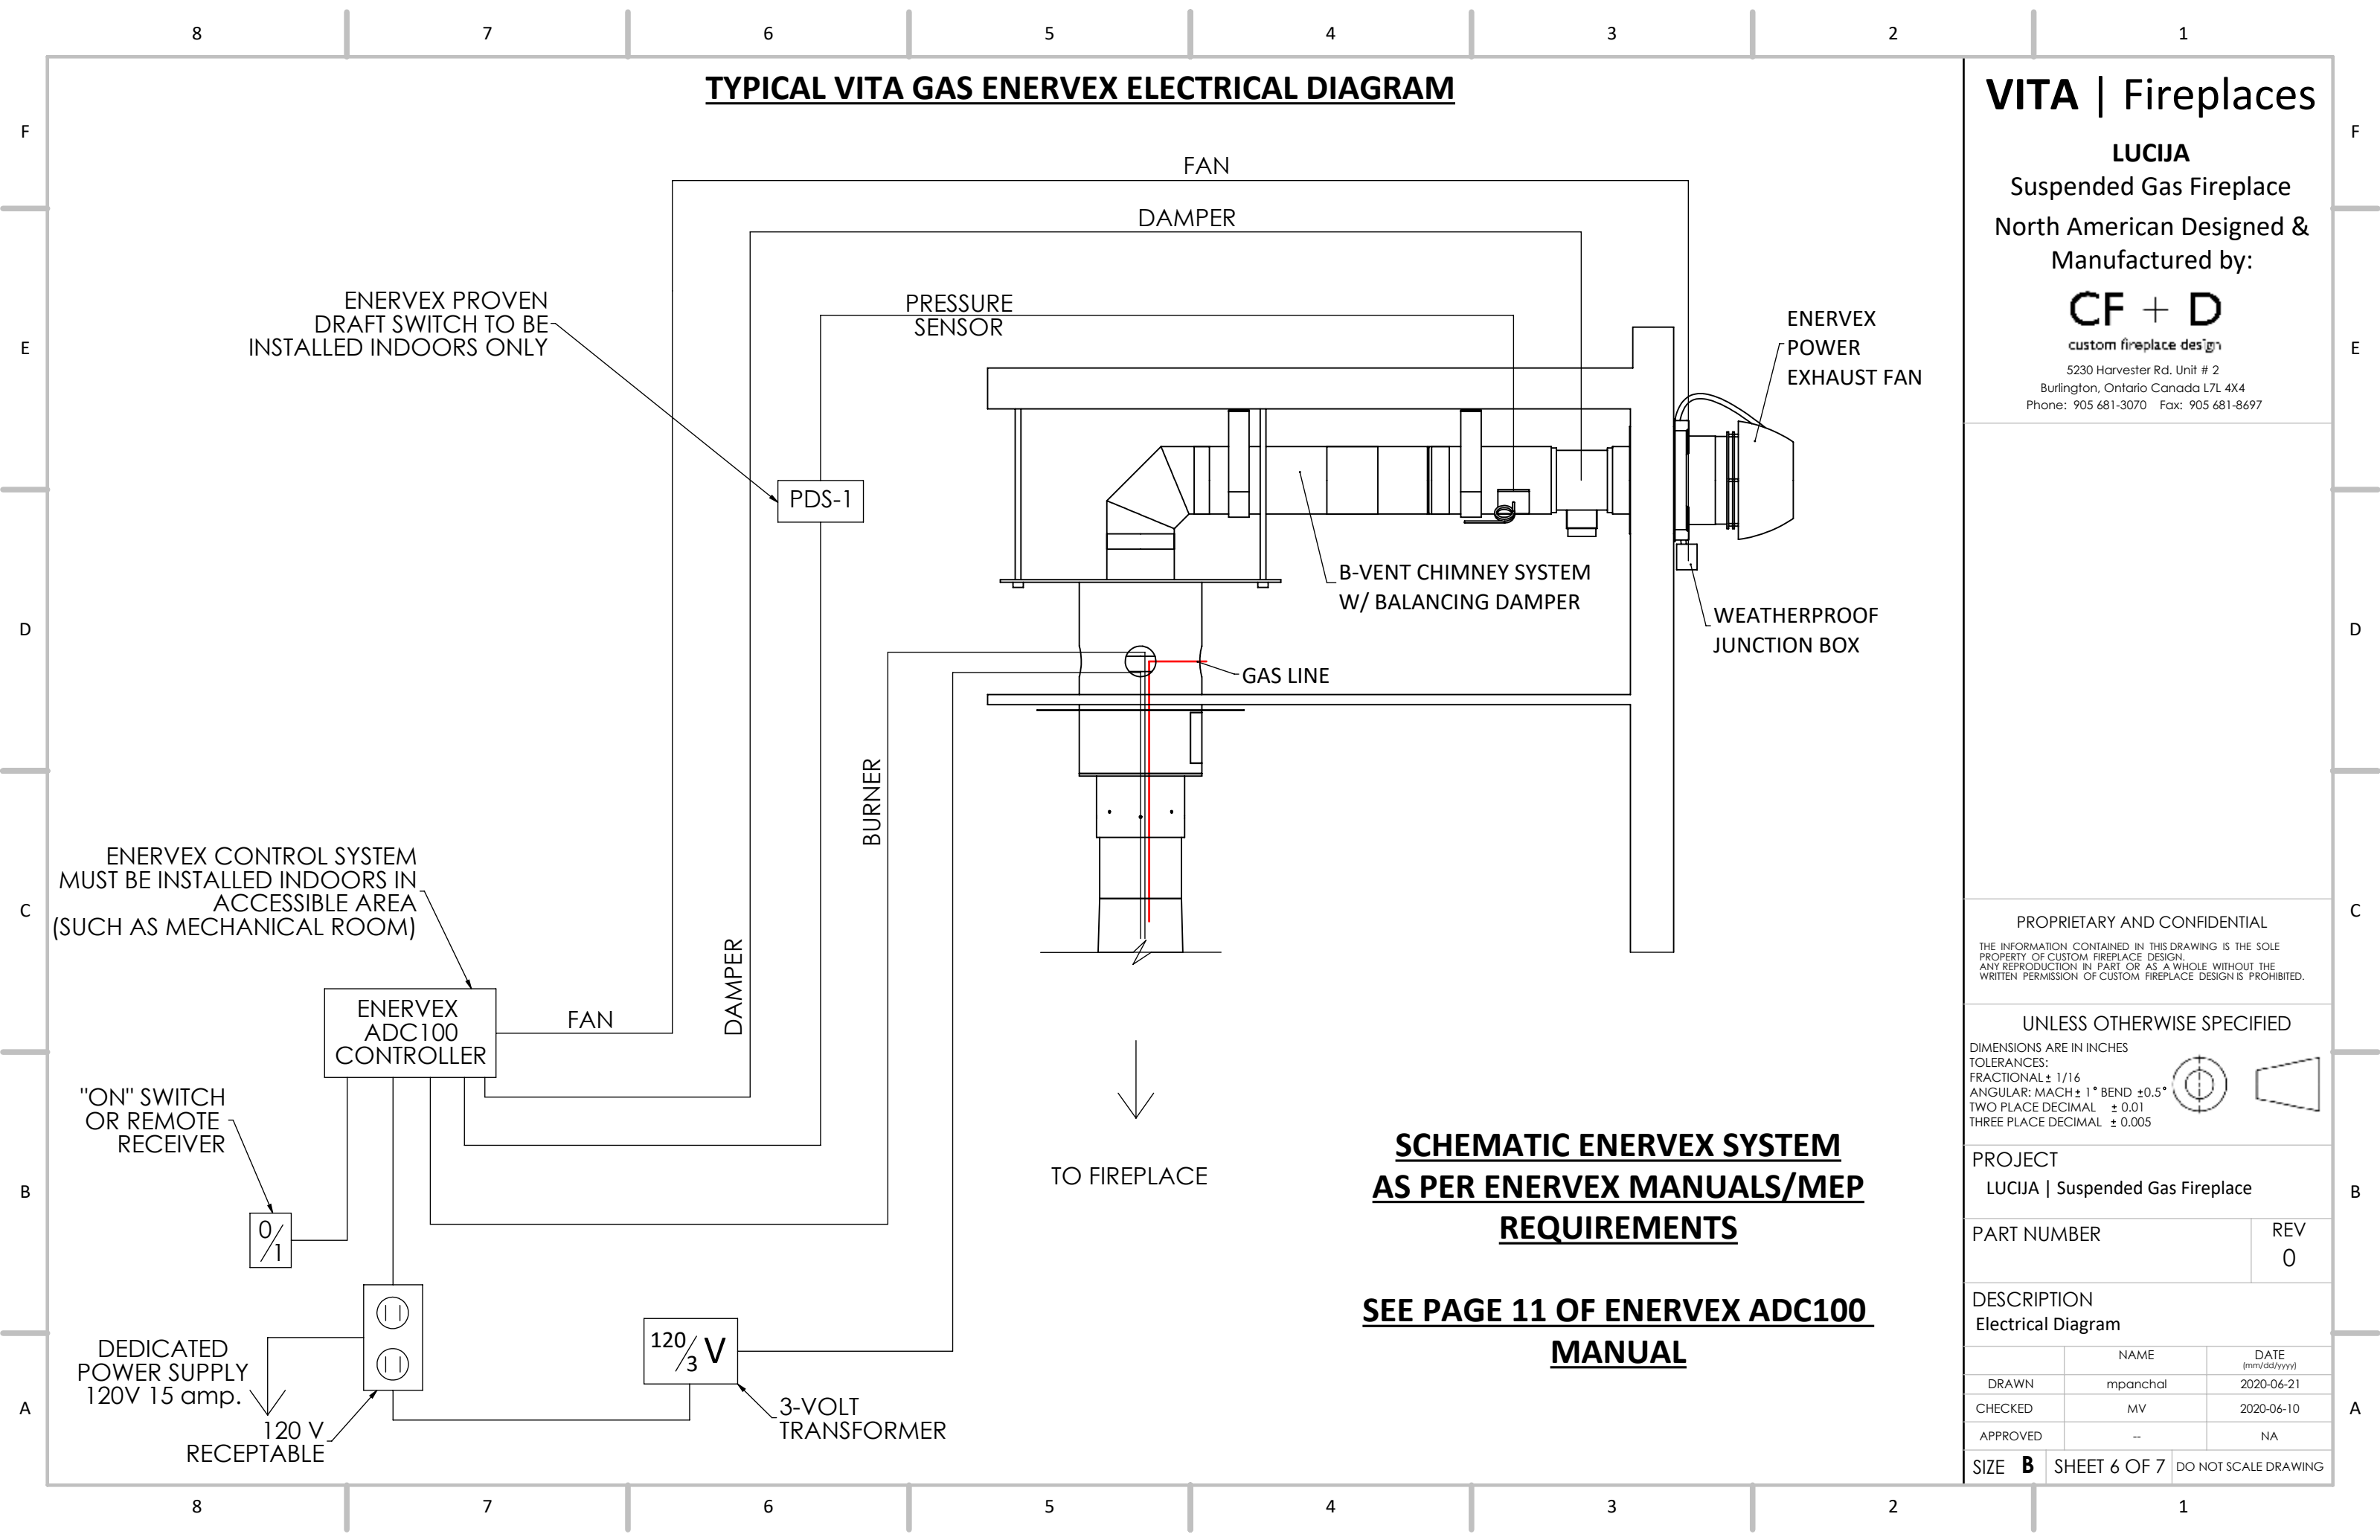 8 7 6 5 4 3 2 1
TYPICAL VITA GAS ENERVEX ELECTRICAL DIAGRAM
F
E
D
C
B
A
FAN
DAMPER
PRESSURE
SENSOR
ENERVEX PROVEN
DRAFT SWITCH TO BE
INSTALLED INDOORS ONLY
PDS-1
ENERVEX
POWER
EXHAUST FAN
B-VENT CHIMNEY SYSTEM
W/ BALANCING DAMPER
WEATHERPROOF
JUNCTION BOX
GAS LINE
BURNER
DAMPER
ENERVEX CONTROL SYSTEM
MUST BE INSTALLED INDOORS IN
ACCESSIBLE AREA
(SUCH AS MECHANICAL ROOM)
ENERVEX
ADC100
CONTROLLER
FAN
"ON" SWITCH
OR REMOTE
RECEIVER
0/1
DEDICATED
POWER SUPPLY
120V 15 amp.
120 V
RECEPTABLE
120/3 V
3-VOLT
TRANSFORMER
TO FIREPLACE
SCHEMATIC ENERVEX SYSTEM
AS PER ENERVEX MANUALS/MEP
REQUIREMENTS
SEE PAGE 11 OF ENERVEX ADC100
MANUAL
VITA | Fireplaces
LUCIJA
Suspended Gas Fireplace
North American Designed &
Manufactured by:
CF + D
custom fireplace design
5230 Harvester Rd. Unit # 2
Burlington, Ontario Canada L7L 4X4
Phone: 905 681-3070 Fax: 905 681-8697
PROPRIETARY AND CONFIDENTIAL
THE INFORMATION CONTAINED IN THIS DRAWING IS THE SOLE
PROPERTY OF CUSTOM FIREPLACE DESIGN.
ANY REPRODUCTION IN PART OR AS A WHOLE WITHOUT THE
WRITTEN PERMISSION OF CUSTOM FIREPLACE DESIGN IS PROHIBITED.
UNLESS OTHERWISE SPECIFIED
DIMENSIONS ARE IN INCHES
TOLERANCES:
FRACTIONAL ± 1/16
ANGULAR: MACH ± 1° BEND ±0.5°
TWO PLACE DECIMAL ± 0.01
THREE PLACE DECIMAL ± 0.005
PROJECT
LUCIJA | Suspended Gas Fireplace
PART NUMBER REV
0
DESCRIPTION
Electrical Diagram
NAME DATE
(mm/dd/yyyy)
DRAWN mpanchal 2020-06-21
CHECKED MV 2020-06-10
APPROVED -- NA
SIZE B SHEET 6 OF 7 DO NOT SCALE DRAWING
F
E
D
C
B
A
8 7 6 5 4 3 2 1